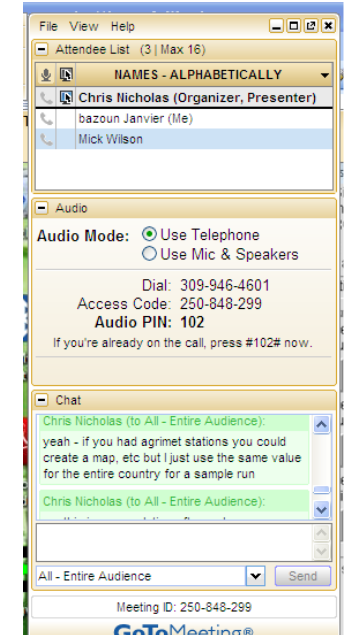 File View Help
Attendee List (3 | Max 16)
NAMES - ALPHABETICALLY
Chris Nicholas (Organizer, Presenter)
bazoun Janvier (Me)
Mick Wilson
Audio
Audio Mode: Use Telephone
Use Mic & Speakers
Dial: 309-946-4601
Access Code: 250-848-299
Audio PIN: 102
If you're already on the call, press #102# now.
Chat
Chris Nicholas (to All - Entire Audience):
yeah - if you had agrimet stations you could
create a map, etc but I just use the same value
for the entire country for a sample run
Chris Nicholas (to All - Entire Audience):
All - Entire Audience Send
Meeting ID: 250-848-299
GoToMeeting®